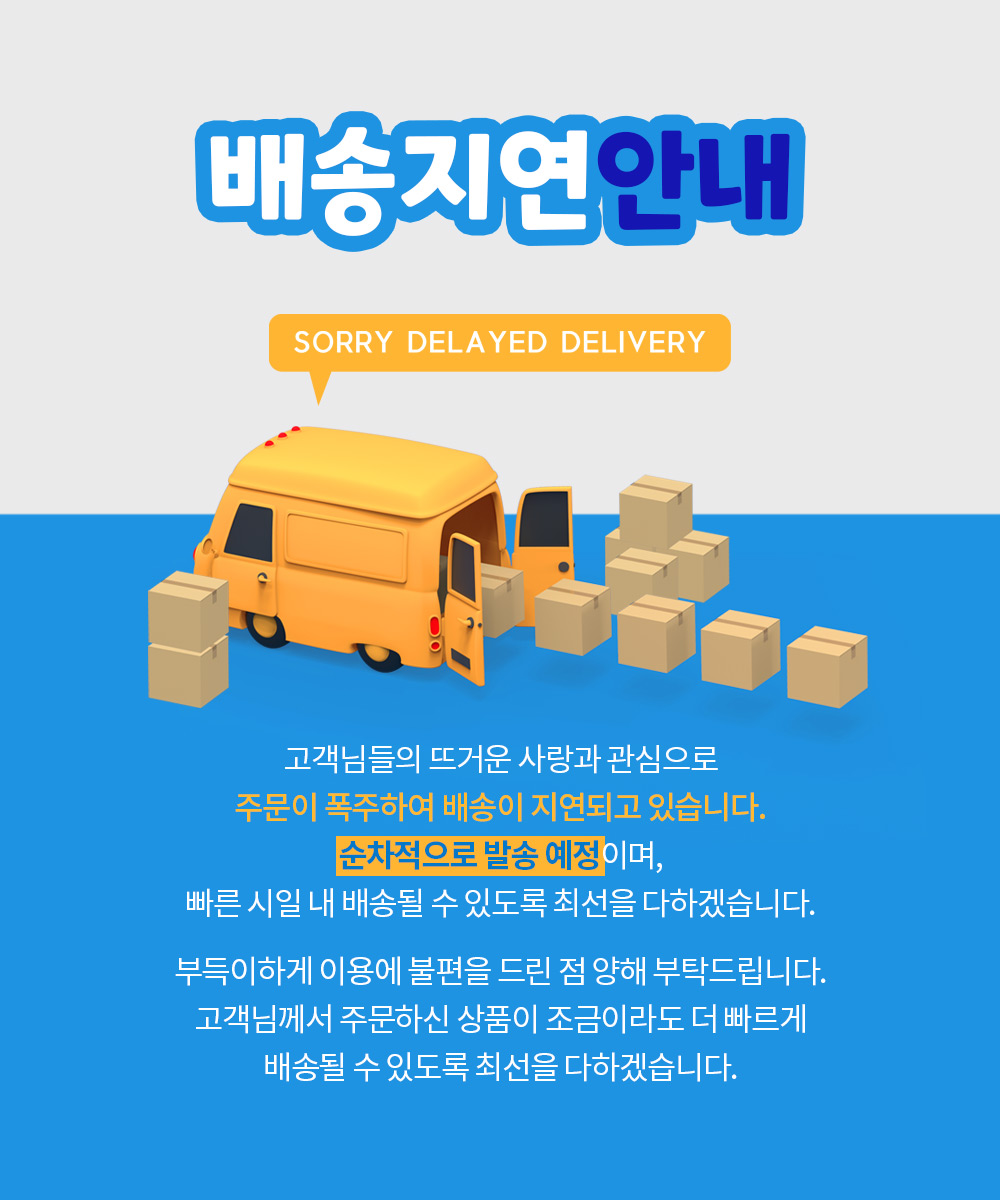 배송지연안내
SORRY DELAYED DELIVERY
고객님들의 뜨거운 사랑과 관심으로
주문이 폭주하여 배송이 지연되고 있습니다.
순차적으로 발송 예정이며,
빠른 시일 내 배송될 수 있도록 최선을 다하겠습니다.
부득이하게 이용에 불편을 드린 점 양해 부탁드립니다.
고객님께서 주문하신 상품이 조금이라도 더 빠르게
배송될 수 있도록 최선을 다하겠습니다.